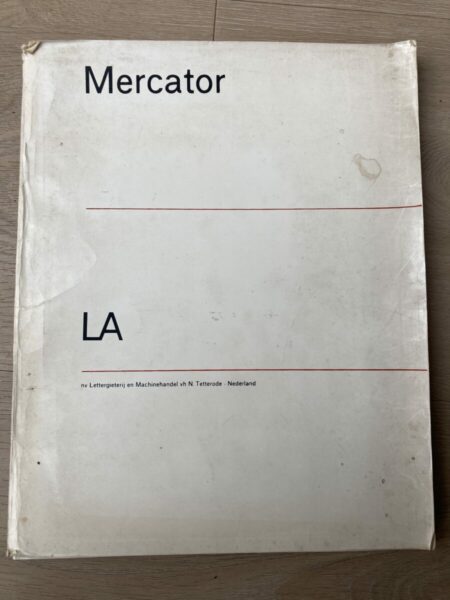 Mercator
LA
nv Lettergieterij en Machinehandel vh N. Tetterode - Nederland